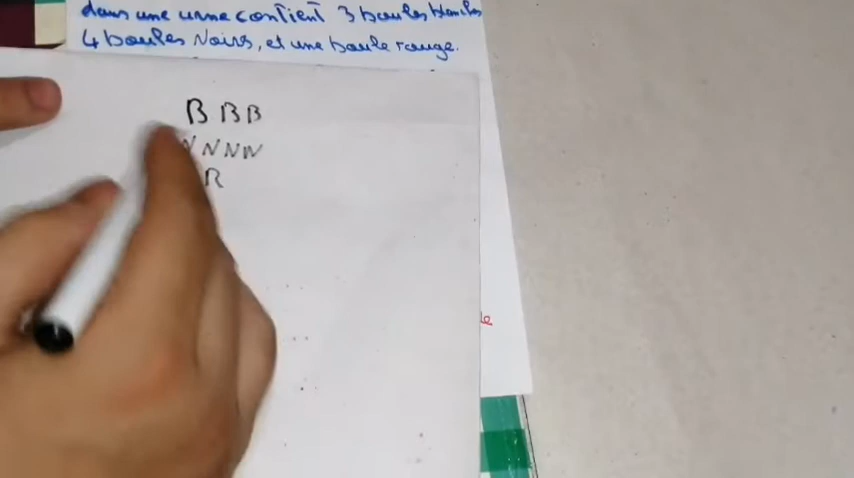 dans une urne contient 3 boules blanches
4 boules Noirs, et une boule rouge.
B B B
N N N N
R